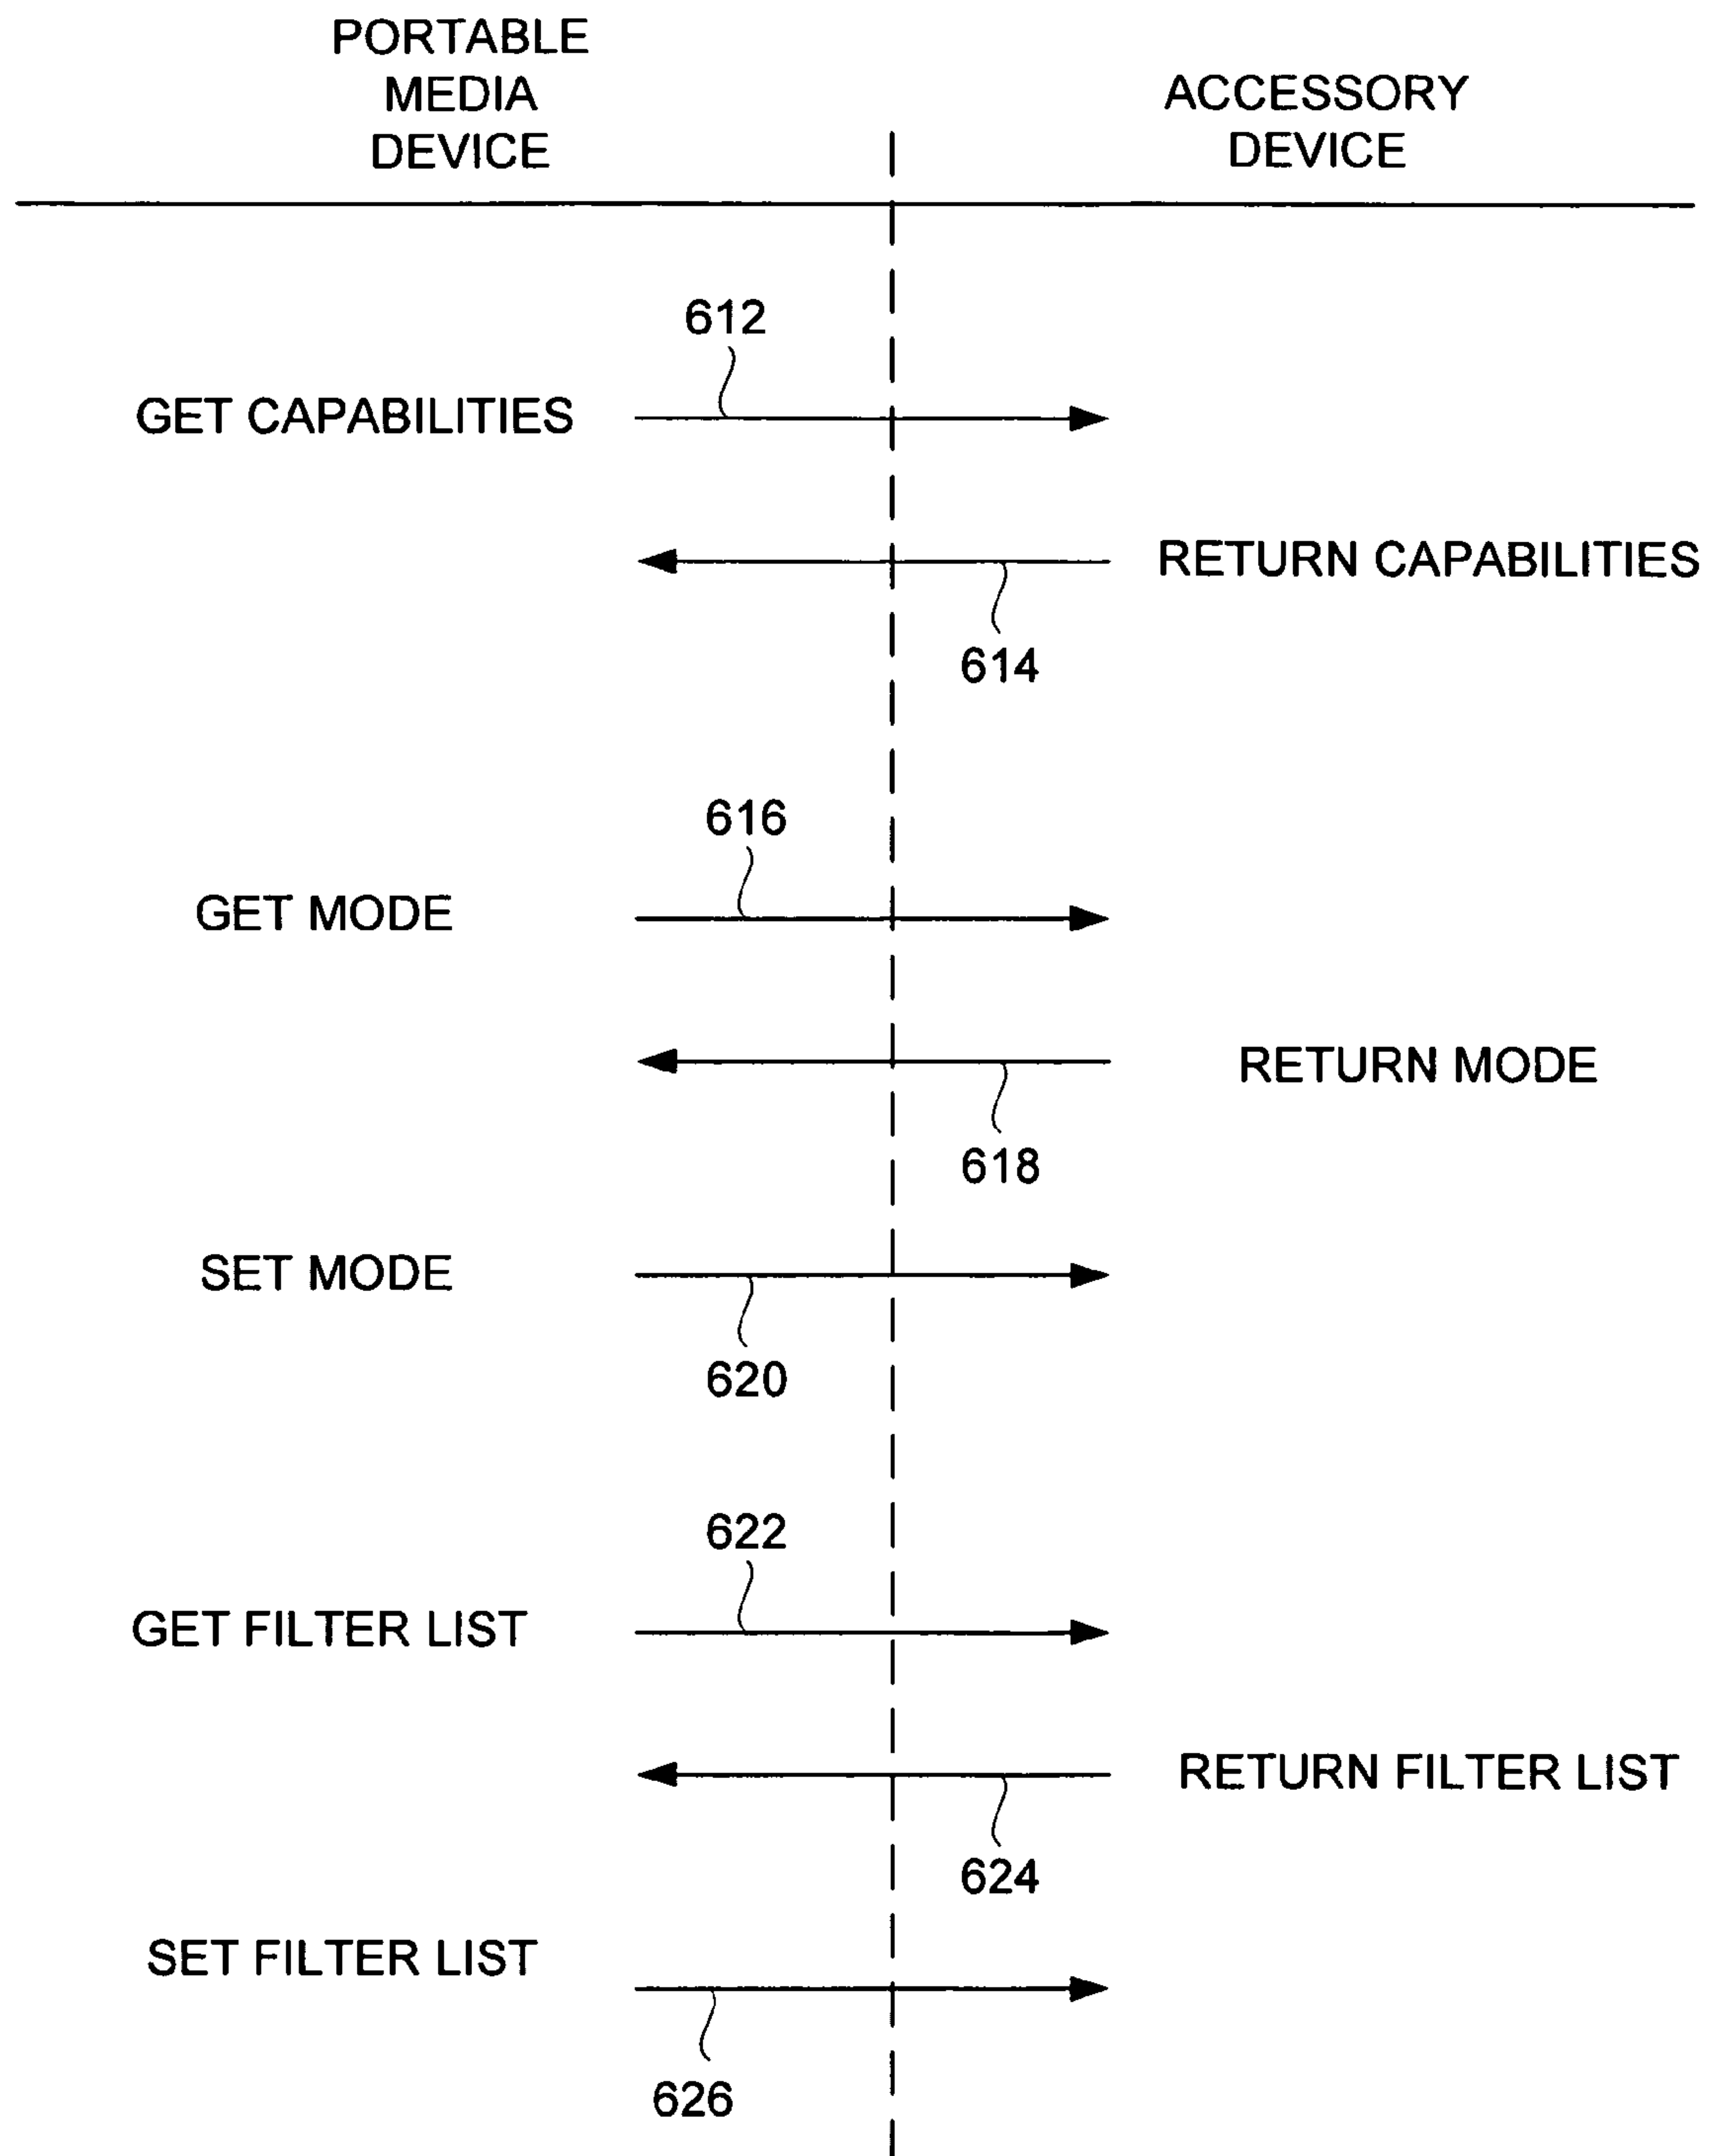 PORTABLE
MEDIA
DEVICE
ACCESSORY
DEVICE
612
GET CAPABILITIES
RETURN CAPABILITIES
614
616
GET MODE
RETURN MODE
618
SET MODE
620
622
GET FILTER LIST
RETURN FILTER LIST
624
SET FILTER LIST
626